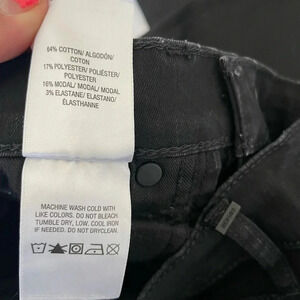 64% COTTON/ ALGODÓN/
COTON
17% POLYESTER/ POLIÉSTER/
POLYESTER
16% MODAL/ MODAL/ MODAL
3% ELASTANE/ ELASTANO/
ÉLASTHANNE
MACHINE WASH COLD WITH
LIKE COLORS. DO NOT BLEACH.
TUMBLE DRY, LOW. COOL IRON
IF NEEDED. DO NOT DRYCLEAN.